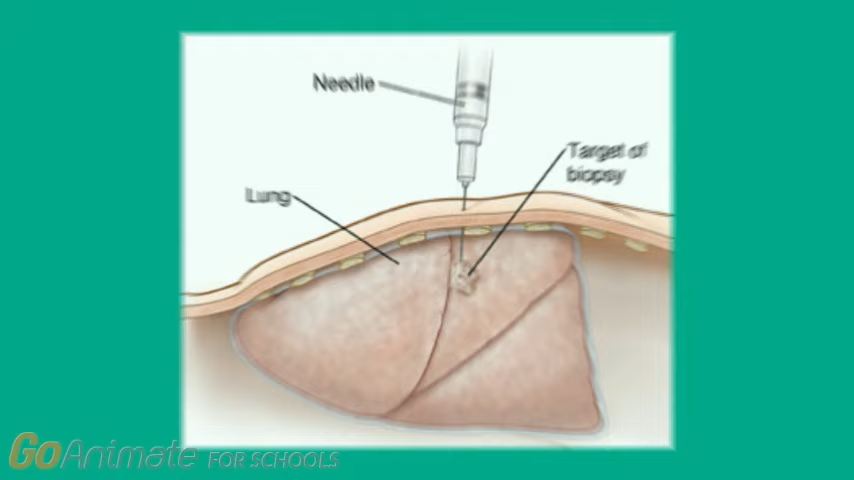 Needle
Target of
biopsy
Lung
GoAnimate FOR SCHOOLS